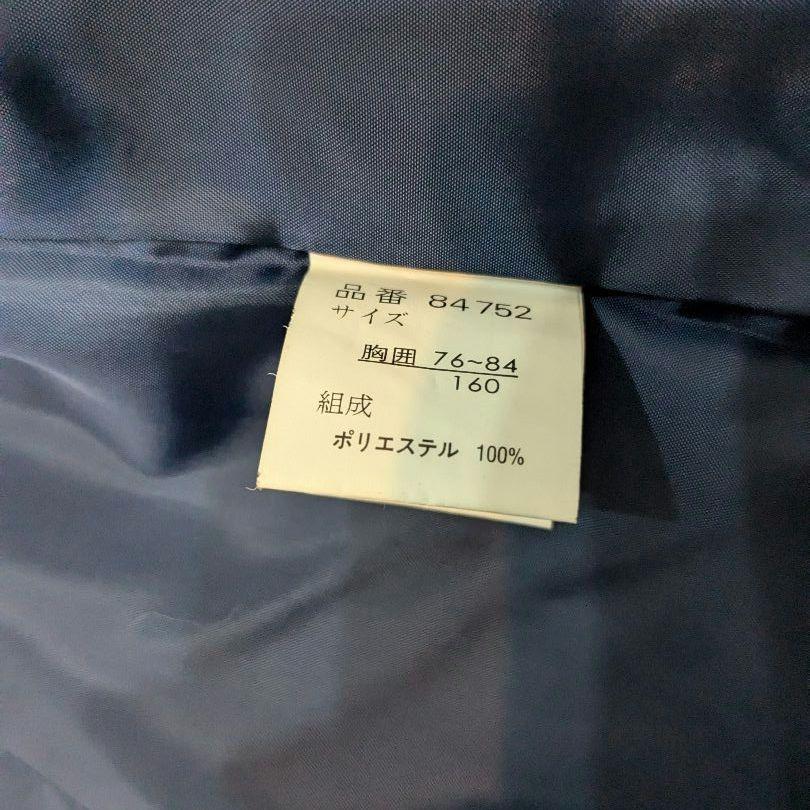 品番 84752
サイズ
胸囲 76~84
160
組成
ポリエステル 100%